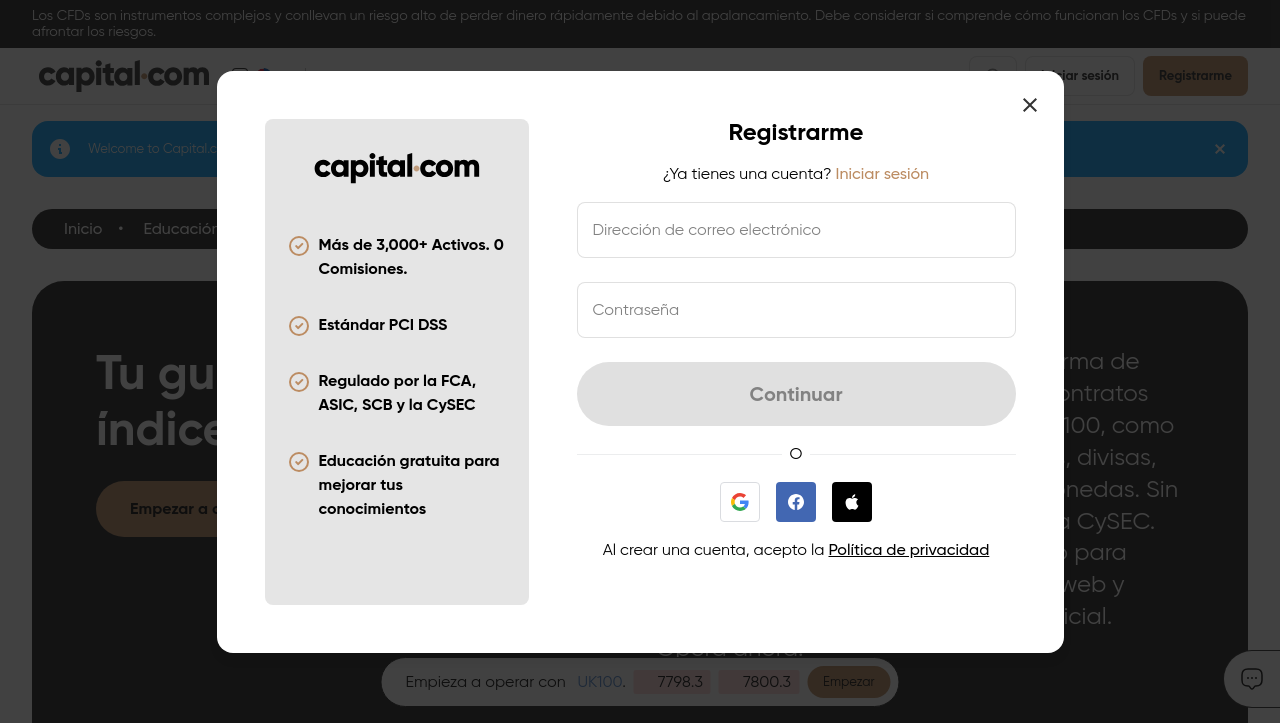 Los CFDs son instrumentos complejos y conllevan un riesgo alto de perder dinero rápidamente debido al apalancamiento. Debe considerar si comprende cómo funcionan los CFDs y si puede
afrontar los riesgos.
capital.com
iar sesión
Registrarme
Welcome to Capital.c
Inicio • Educación
Tu gu
índice
Empezar a
rma de
ontratos
100, como
, divisas,
nedas. Sin
a CySEC.
para
web y
icial.
Registrarme
¿Ya tienes una cuenta? Iniciar sesión
Dirección de correo electrónico
Contraseña
Continuar
O
Al crear una cuenta, acepto la Política de privacidad
capital.com
Más de 3,000+ Activos. 0
Comisiones.
Estándar PCI DSS
Regulado por la FCA,
ASIC, SCB y la CySEC
Educación gratuita para
mejorar tus
conocimientos
Opera ahora.
Empieza a operar con UK100. 7798.3 7800.3 Empezar